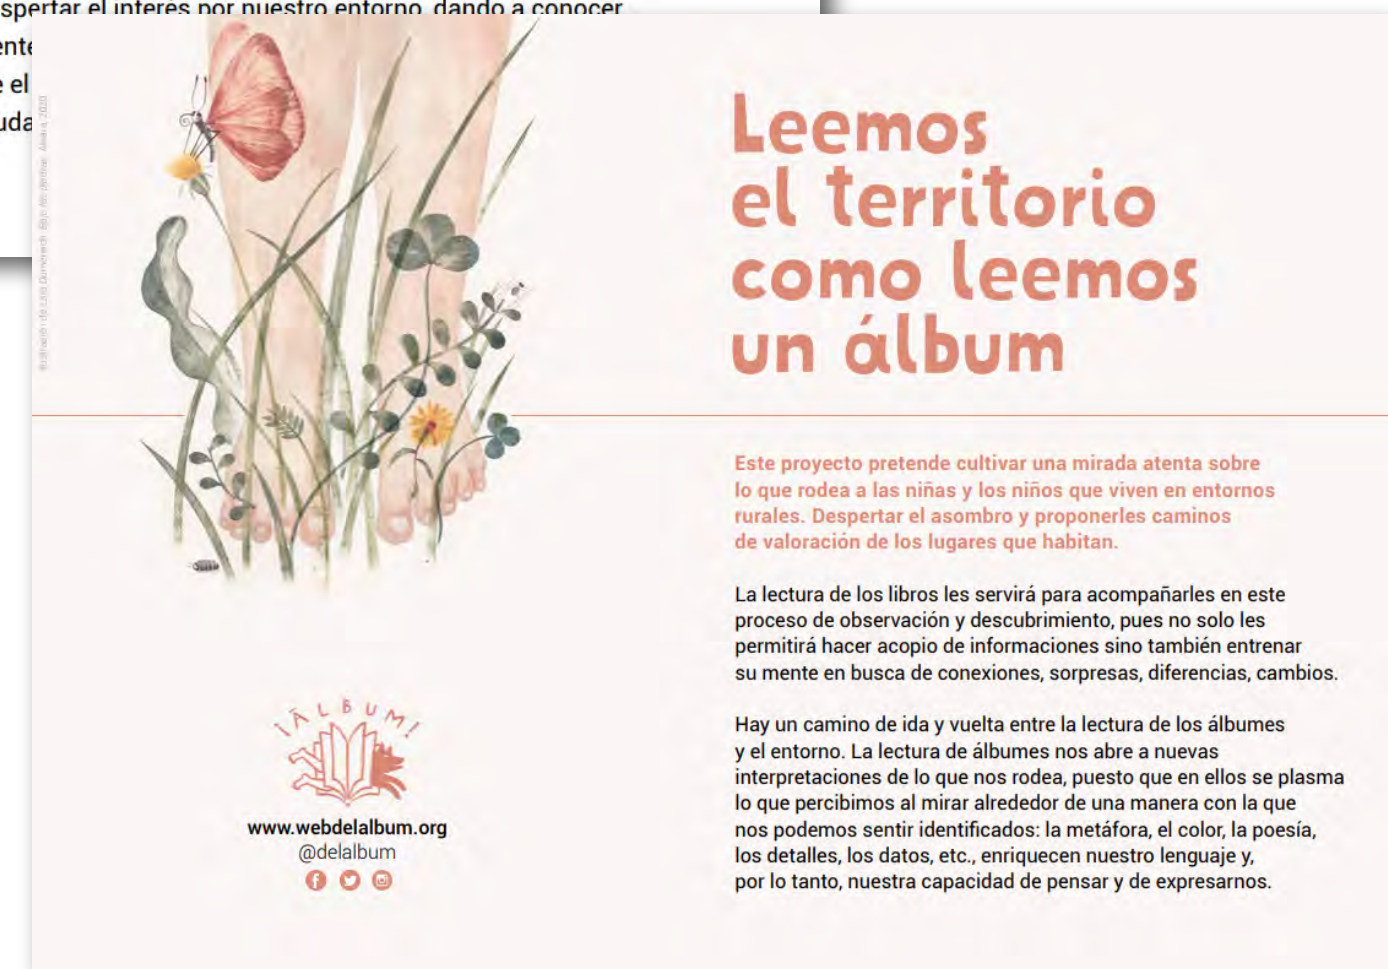 spertar el interés por nuestro entorno, dando a conocer
ente
e el
uda
Leemos
el territorio
como leemos
un álbum
Este proyecto pretende cultivar una mirada atenta sobre
lo que rodea a las niñas y los niños que viven en entornos
rurales. Despertar el asombro y proponerles caminos
de valoración de los lugares que habitan.
La lectura de los libros les servirá para acompañarles en este
proceso de observación y descubrimiento, pues no solo les
permitirá hacer acopio de informaciones sino también entrenar
su mente en busca de conexiones, sorpresas, diferencias, cambios.
Hay un camino de ida y vuelta entre la lectura de los álbumes
y el entorno. La lectura de álbumes nos abre a nuevas
interpretaciones de lo que nos rodea, puesto que en ellos se plasma
lo que percibimos al mirar alrededor de una manera con la que
nos podemos sentir identificados: la metáfora, el color, la poesía,
los detalles, los datos, etc., enriquecen nuestro lenguaje y,
por lo tanto, nuestra capacidad de pensar y de expresarnos.
¡ÁLBUM!
www.webdelalbum.org
@delalbum